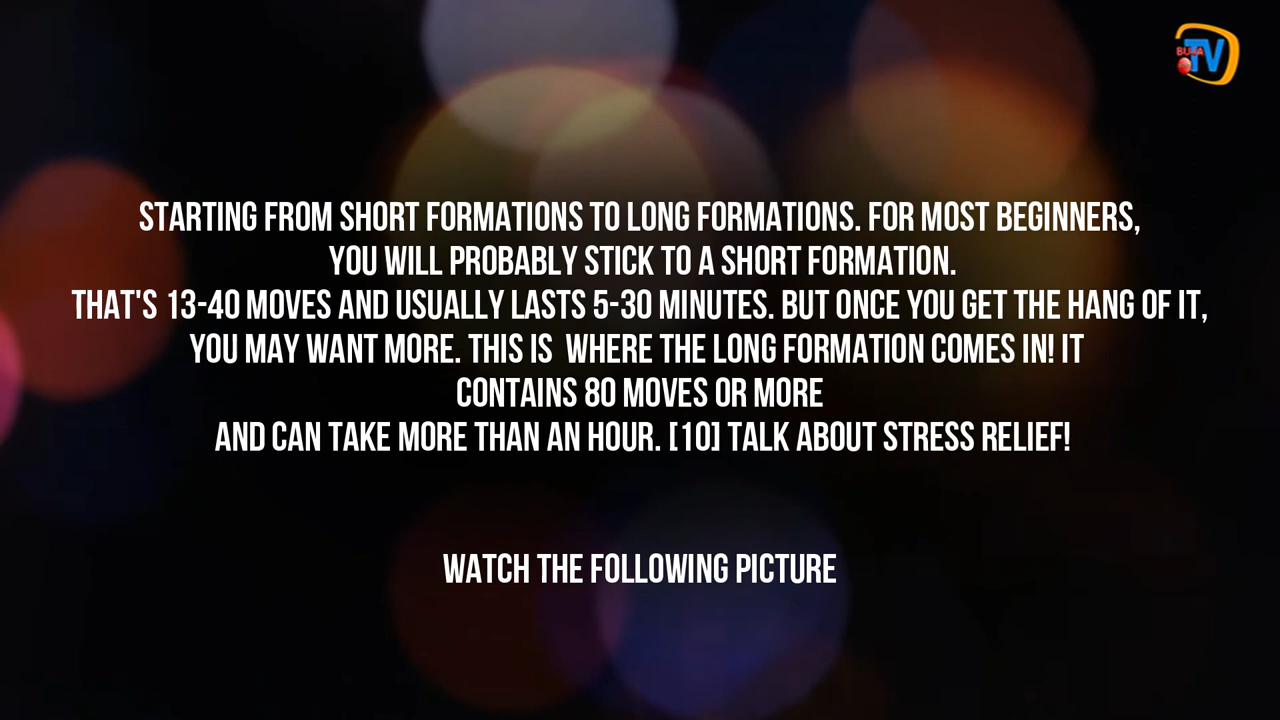 BULA TV
STARTING FROM SHORT FORMATIONS TO LONG FORMATIONS. FOR MOST BEGINNERS,
YOU WILL PROBABLY STICK TO A SHORT FORMATION.
THAT'S 13-40 MOVES AND USUALLY LASTS 5-30 MINUTES. BUT ONCE YOU GET THE HANG OF IT,
YOU MAY WANT MORE. THIS IS  WHERE THE LONG FORMATION COMES IN! IT
CONTAINS 80 MOVES OR MORE
AND CAN TAKE MORE THAN AN HOUR. [10] TALK ABOUT STRESS RELIEF!
WATCH THE FOLLOWING PICTURE